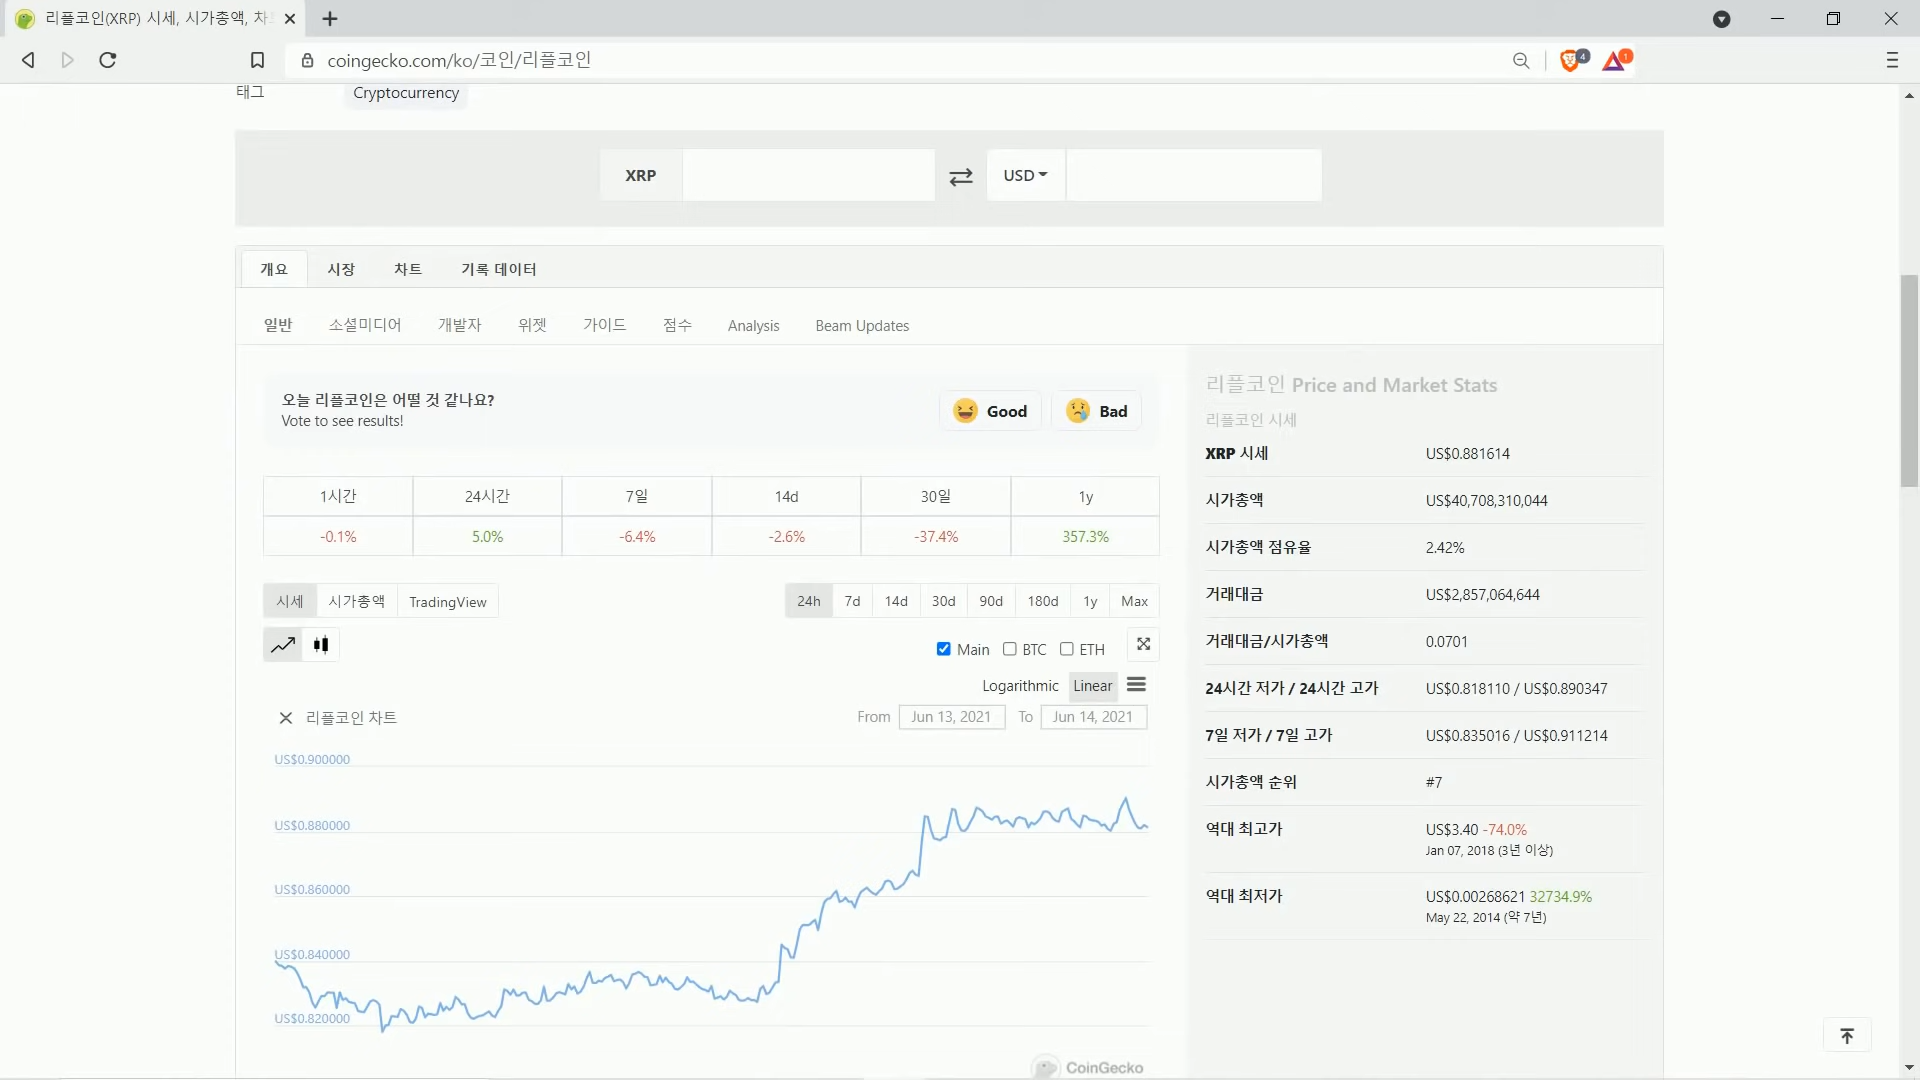 리플코인(XRP) 시세, 시가총액, 차
coingecko.com/ko/코인/리플코인
4
1
태그
Cryptocurrency
XRP
USD
개요 시장 차트 기록 데이터
일반 소셜미디어 개발자 위젯 가이드 점수 Analysis Beam Updates
오늘 리플코인은 어떨 것 같나요?
Vote to see results!
Good
Bad
1시간 24시간 7일 14d 30일 1y
-0.1% 5.0% -6.4% -2.6% -37.4% 357.3%
시세 시가총액 TradingView
24h 7d 14d 30d 90d 180d 1y Max
Main BTC ETH
Logarithmic Linear
리플코인 차트
From Jun 13, 2021 To Jun 14, 2021
US$0.900000
US$0.880000
US$0.860000
US$0.840000
US$0.820000
CoinGecko
리플코인 Price and Market Stats
리플코인 시세
XRP 시세 US$0.881614
시가총액 US$40,708,310,044
시가총액 점유율 2.42%
거래대금 US$2,857,064,644
거래대금/시가총액 0.0701
24시간 저가 / 24시간 고가 US$0.818110 / US$0.890347
7일 저가 / 7일 고가 US$0.835016 / US$0.911214
시가총액 순위 #7
역대 최고가 US$3.40 -74.0%
Jan 07, 2018 (3년 이상)
역대 최저가 US$0.00268621 32734.9%
May 22, 2014 (약 7년)